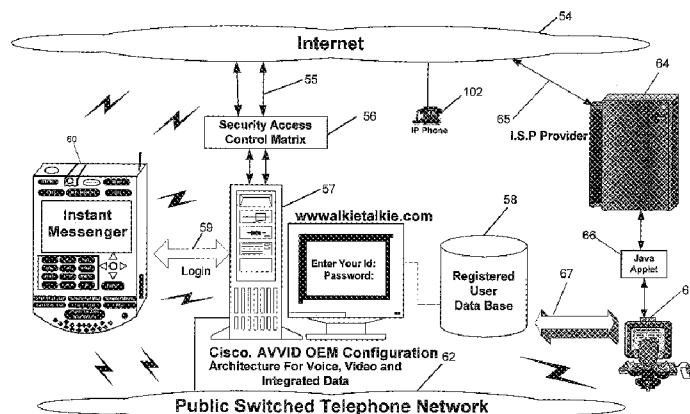 54
Internet
64
55
102
56
Security Access
Control Matrix
IP Phone
65
I.S.P Provider
60
57
58
wwwalkietalkie.com
Instant
Messenger
59
66
Java
Applet
Enter Your Id:
Password:
Registered
User
Data Base
Login
67
6
Cisco. AVVID OEM Configuration
Architecture For Voice, Video and
Integrated Data
62
Public Switched Telephone Network